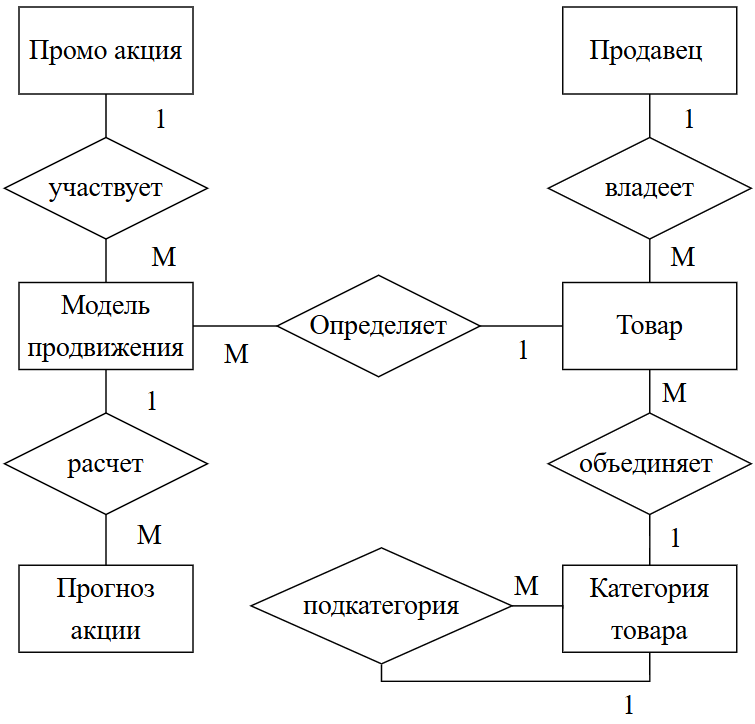 Промо акция
Продавец
1
1
участвует
владеет
М
М
Модель
продвижения
Определяет
Товар
М
1
1
М
расчет
объединяет
М
1
Прогноз
акции
подкатегория
М
Категория
товара
1